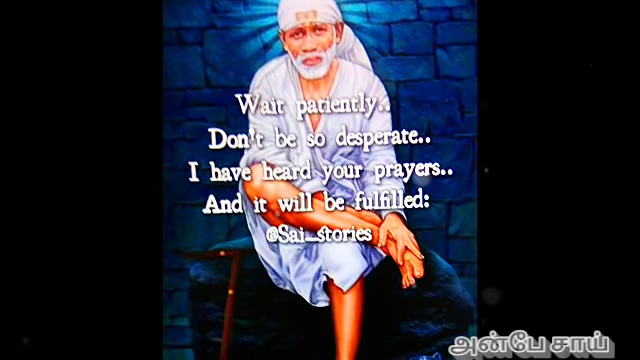 Wait patiently..
Don't be so desperate..
I have heard your prayers..
And it will be fulfilled:
@Sai_stories
அன்பே சாய்